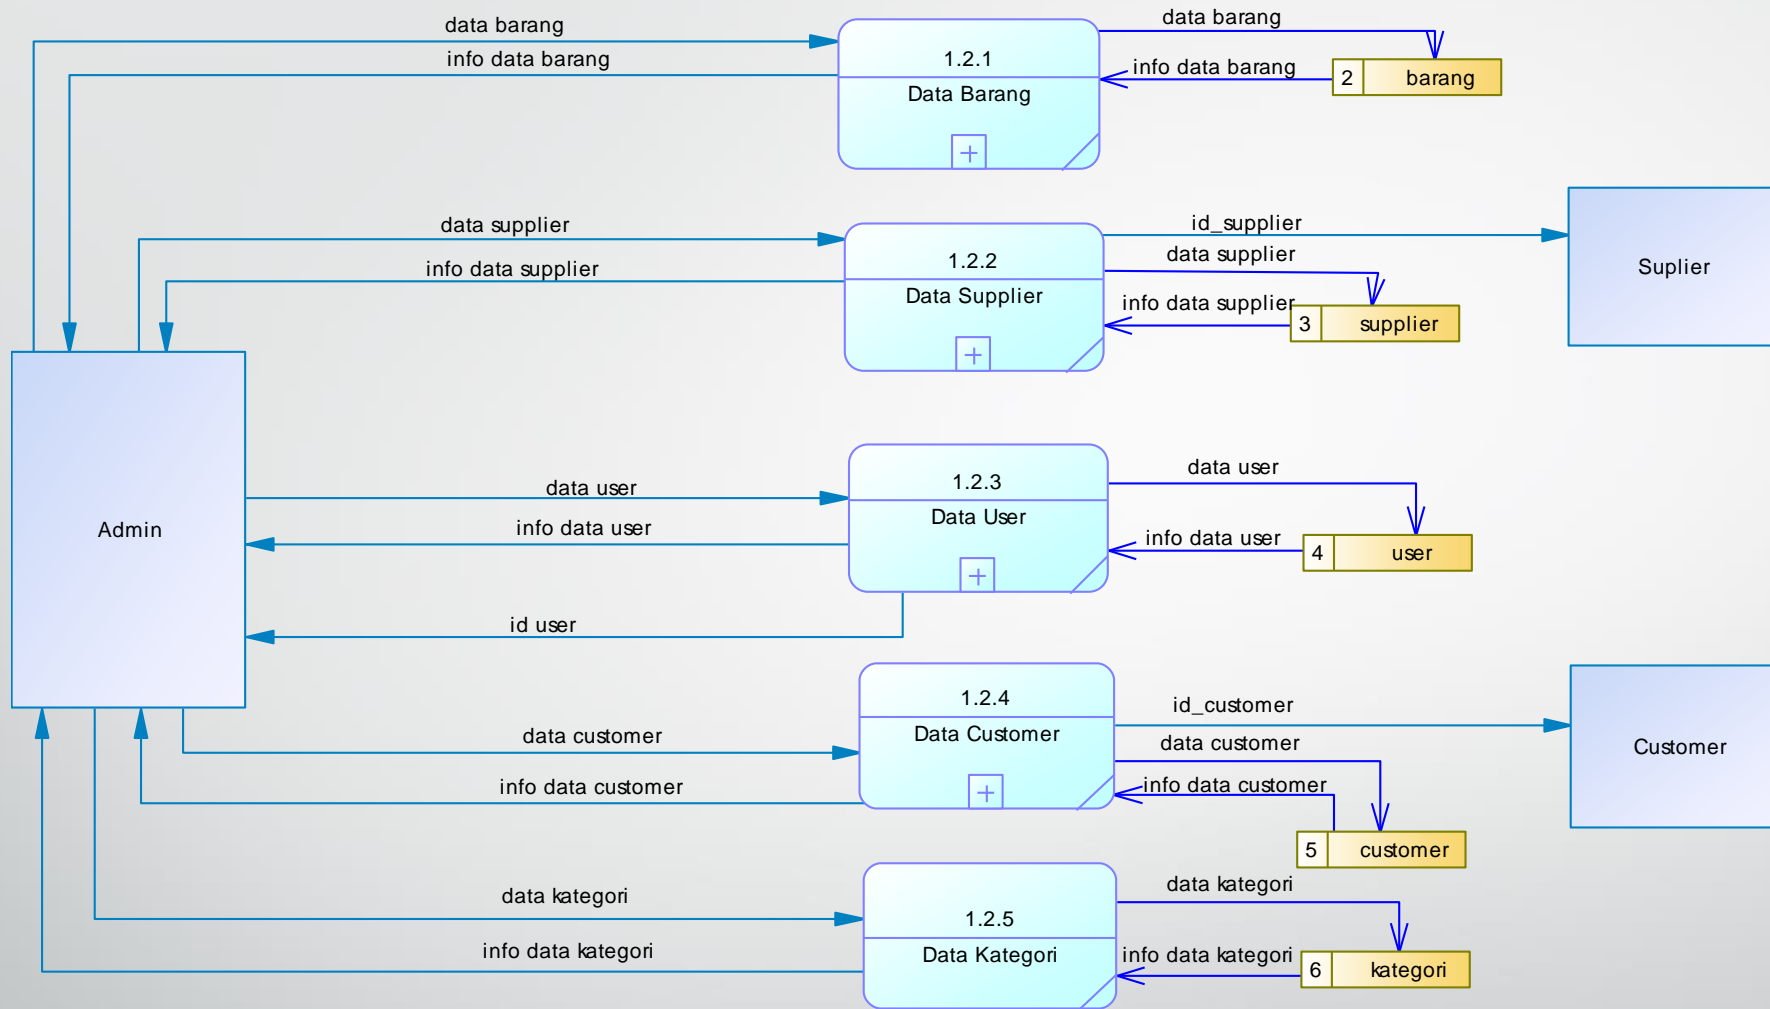 data barang
info data barang
1.2.1
Data Barang
data barang
info data barang
2 barang
data supplier
info data supplier
1.2.2
Data Supplier
id_supplier
data supplier
info data supplier
3 supplier
Suplier
Admin
data user
info data user
id user
1.2.3
Data User
data user
info data user
4 user
data customer
info data customer
1.2.4
Data Customer
id_customer
data customer
info data customer
5 customer
Customer
data kategori
info data kategori
1.2.5
Data Kategori
data kategori
info data kategori
6 kategori